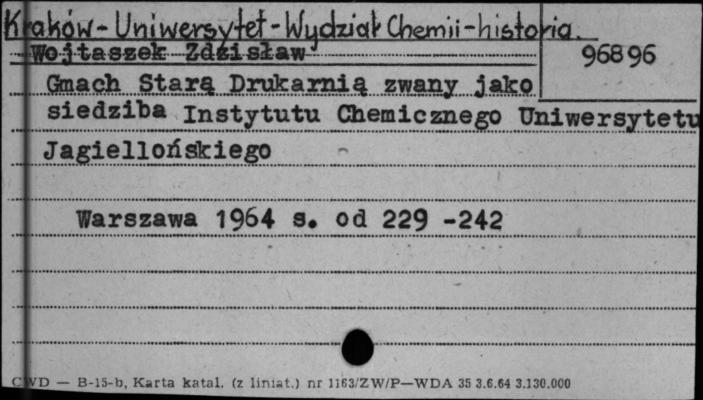 Kraków - Uniwersytet - Wydział Chemii - historia.
Wojtaszek Zdzisław
96896
Gmach Starą Drukarnią zwany jako
siedziba Instytutu Chemicznego Uniwersytetu
Jagiellońskiego
Warszawa 1964 s. od 229 -242
CWD — B-15-b, Karta katal. (z liniat.) nr 1163/ZW/P—WDA 35 3.6.64 3.130.000